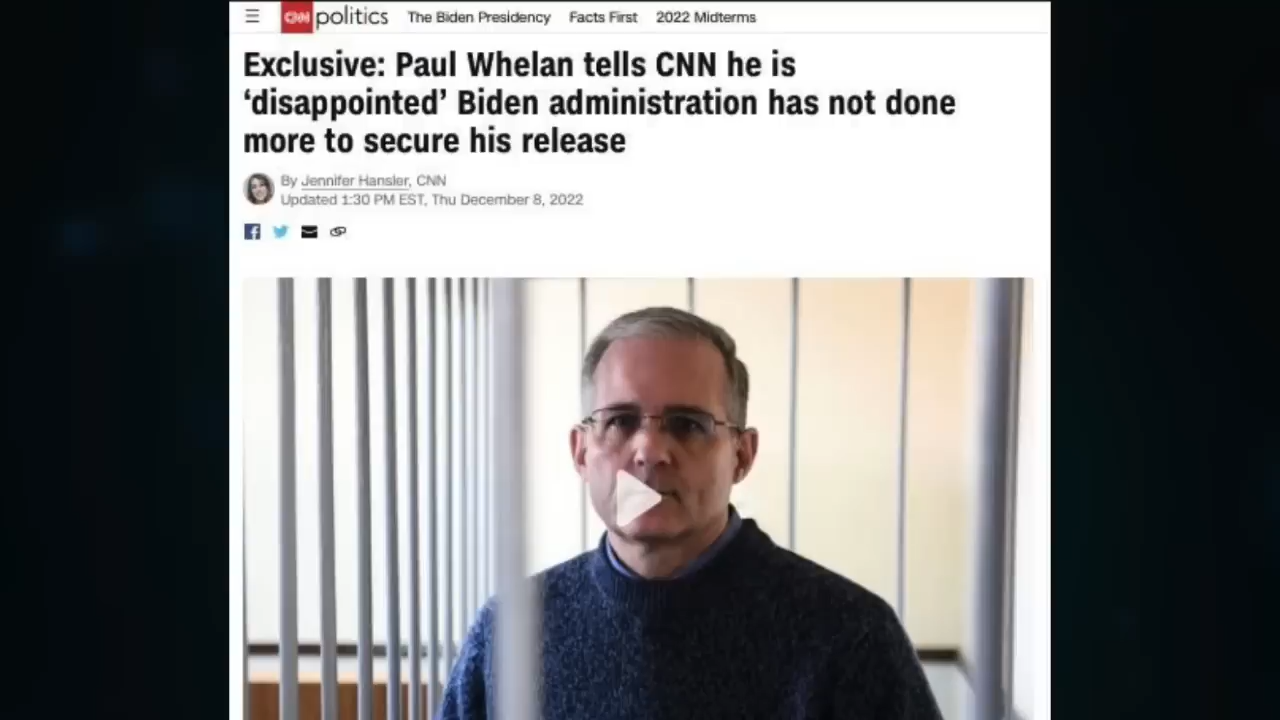 CNN politics The Biden Presidency Facts First 2022 Midterms
Exclusive: Paul Whelan tells CNN he is
‘disappointed’ Biden administration has not done
more to secure his release
By Jennifer Hansler, CNN
Updated 1:30 PM EST, Thu December 8, 2022